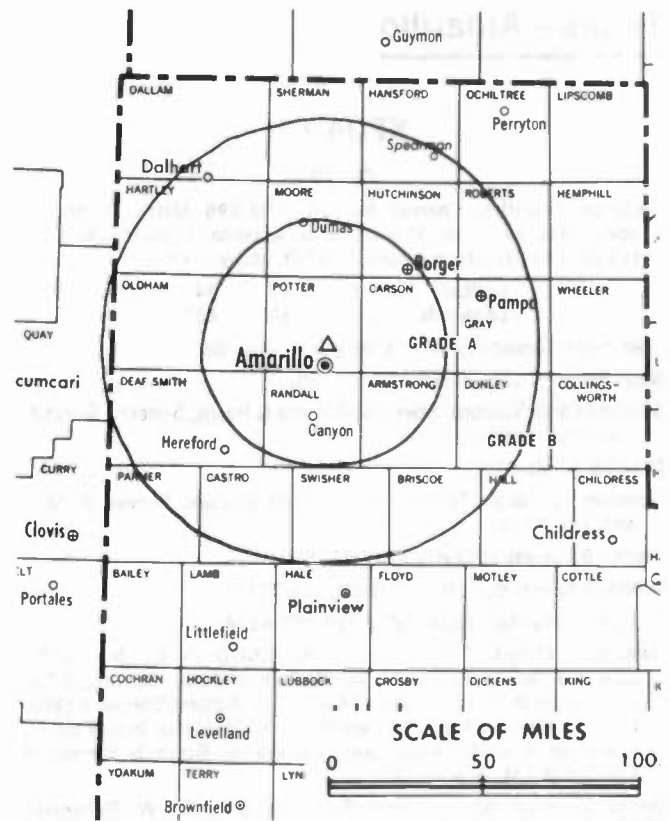 Guymon
DALLAM SHERMAN HANSFORD OCHILTREE LIPSCOMB
Perryton
Spearman
Dalhart
HARTLEY MOORE HUTCHINSON ROBERTS HEMPHILL
Dumas
Borger
OLDHAM POTTER CARSON WHEELER
Pampa
GRAY
QUAY
GRADE A
Amarillo
cumcari
DEAF SMITH ARMSTRONG DONLEY COLLINGS-
WORTH
RANDALL
Canyon
GRADE B
Hereford
CURRY
PARMER CASTRO SWISHER BRISCOE HALL CHILDRESS
Clovis
Childress
H
BAILEY LAMB HALE FLOYD MOTLEY COTTLE
LT
Portales
Plainview
Littlefield
COCHRAN HOCKLEY LUBBOCK CROSBY DICKENS KING K
Levelland
SCALE OF MILES
0 50 100
YOAKUM TERRY LYN
Brownfield